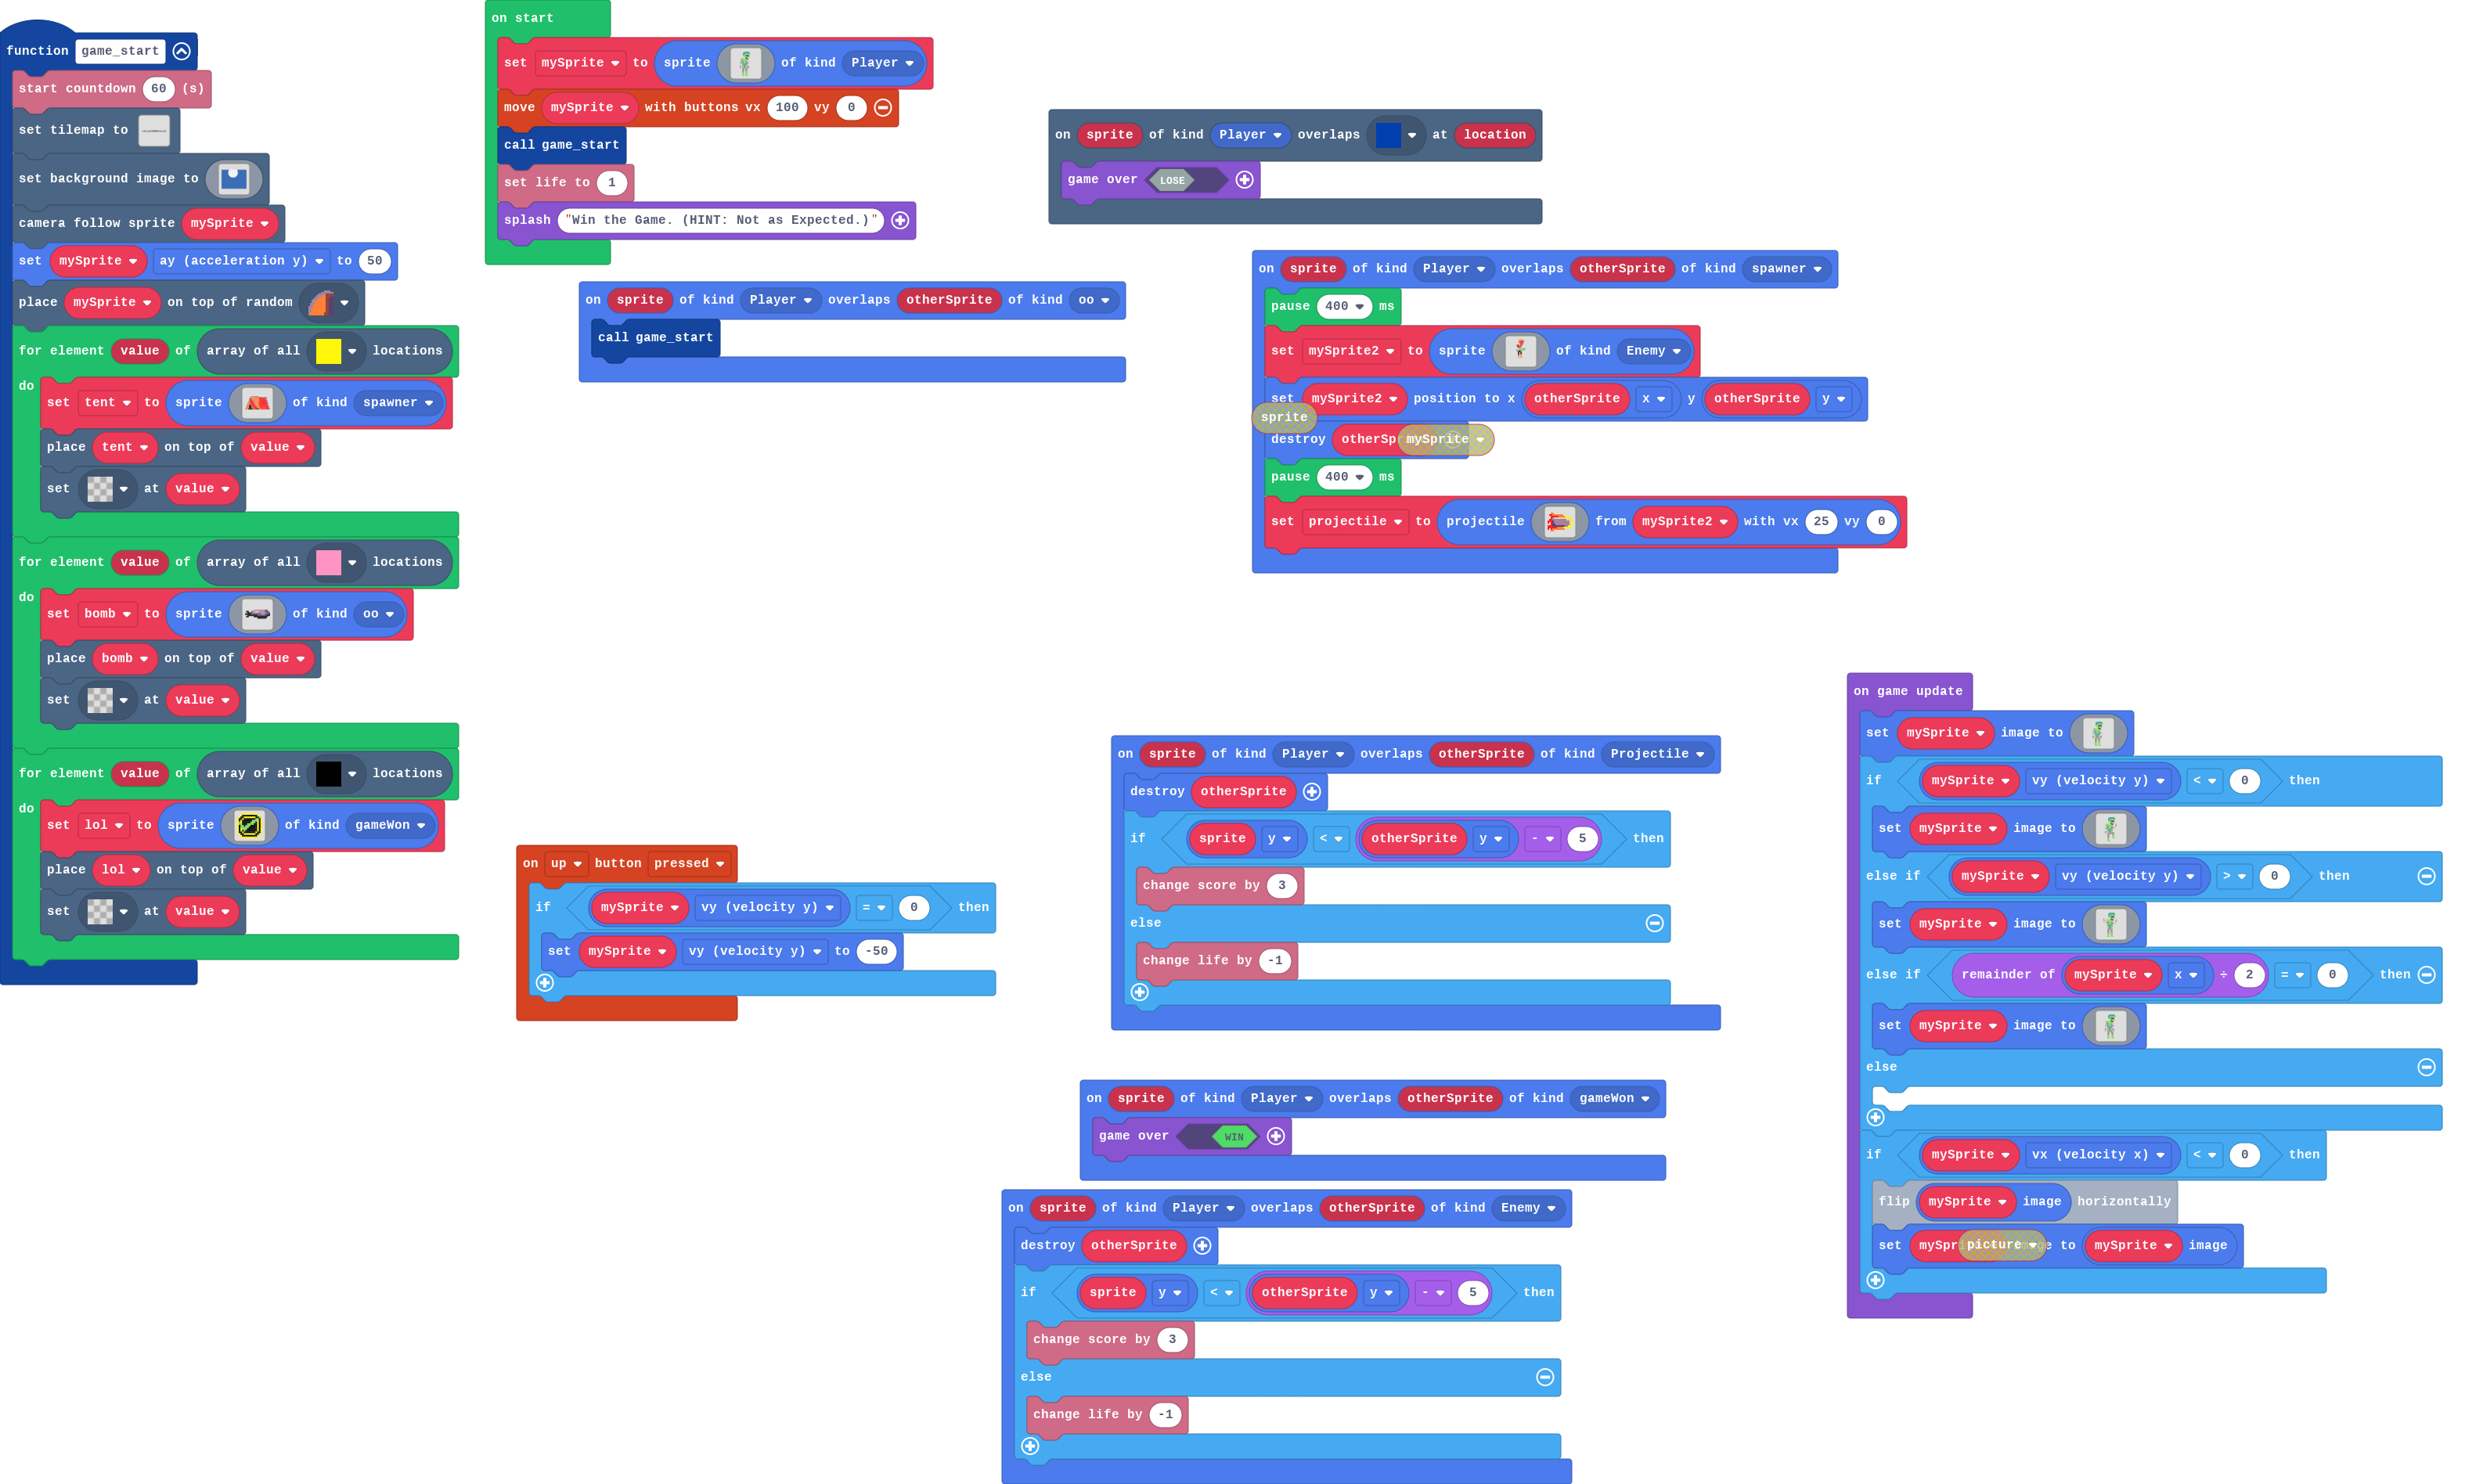 function game_start
start countdown 60 (s)
set tilemap to
set background image to
camera follow sprite mySprite
set mySprite ay (acceleration y) to 50
place mySprite on top of random
for element value of array of all locations
do
set tent to sprite of kind spawner
place tent on top of value
set at value
for element value of array of all locations
do
set bomb to sprite of kind oo
place bomb on top of value
set at value
for element value of array of all locations
do
set lol to sprite of kind gameWon
place lol on top of value
set at value
on start
set mySprite to sprite of kind Player
move mySprite with buttons vx 100 vy 0
call game_start
set life to 1
splash "Win the Game. (HINT: Not as Expected.)"
on sprite of kind Player overlaps otherSprite of kind oo
call game_start
on sprite of kind Player overlaps at location
game over LOSE
on sprite of kind Player overlaps otherSprite of kind spawner
pause 400 ms
set mySprite2 to sprite of kind Enemy
set mySprite2 position to x otherSprite x y otherSprite y
sprite
destroy otherSp mySprite
pause 400 ms
set projectile to projectile from mySprite2 with vx 25 vy 0
on up button pressed
if mySprite vy (velocity y) = 0 then
set mySprite vy (velocity y) to -50
on sprite of kind Player overlaps otherSprite of kind Projectile
destroy otherSprite
if sprite y < otherSprite y - 5 then
change score by 3
else
change life by -1
on sprite of kind Player overlaps otherSprite of kind gameWon
game over WIN
on sprite of kind Player overlaps otherSprite of kind Enemy
destroy otherSprite
if sprite y < otherSprite y - 5 then
change score by 3
else
change life by -1
on game update
set mySprite image to
if mySprite vy (velocity y) < 0 then
set mySprite image to
else if mySprite vy (velocity y) > 0 then
set mySprite image to
else if remainder of mySprite x ÷ 2 = 0 then
set mySprite image to
else
if mySprite vx (velocity x) < 0 then
flip mySprite image horizontally
set mySpr picture e to mySprite image